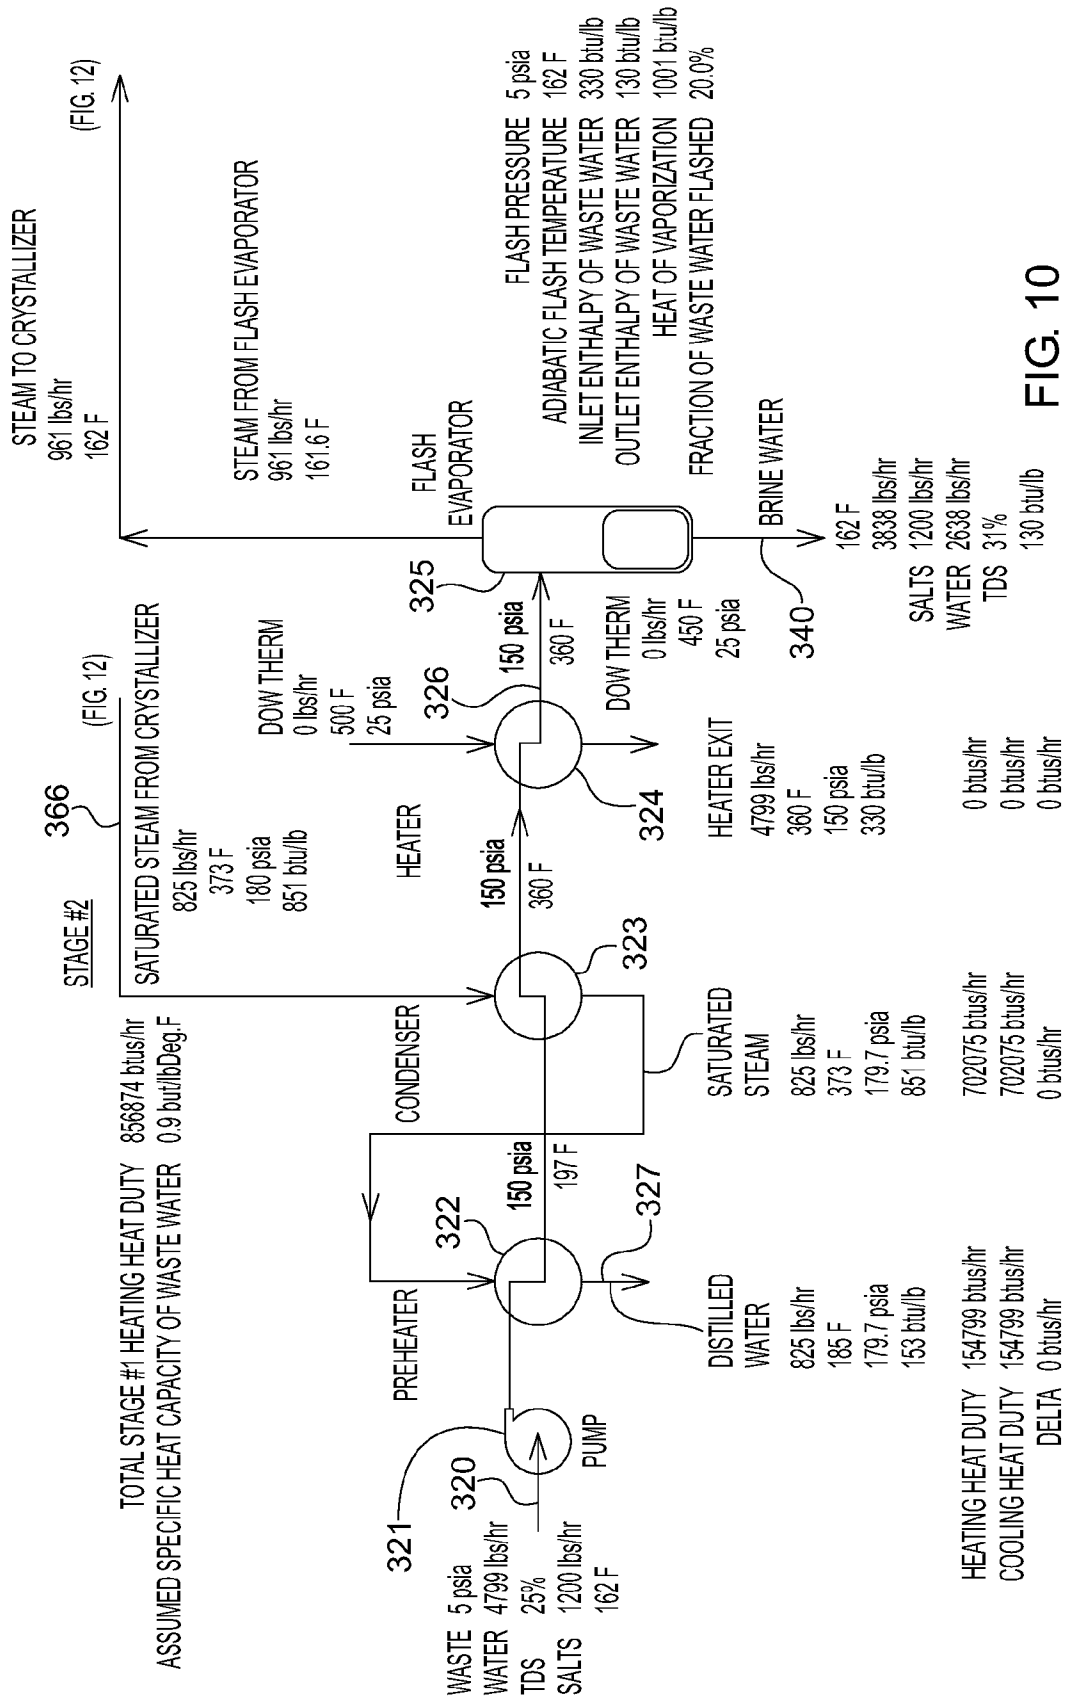 TOTAL STAGE #1 HEATING HEAT DUTY 856874 btus/hr
ASSUMED SPECIFIC HEAT CAPACITY OF WASTE WATER 0.9 but/lbDeg.F
STAGE #2
366
(FIG. 12)
SATURATED STEAM FROM CRYSTALLIZER
825 lbs/hr
373 F
180 psia
851 btu/lb
STEAM TO CRYSTALLIZER
961 lbs/hr
162 F
(FIG. 12)
STEAM FROM FLASH EVAPORATOR
961 lbs/hr
161.6 F
DOW THERM
0 lbs/hr
500 F
25 psia
PREHEATER
CONDENSER
HEATER
FLASH
EVAPORATOR
321
320
322
323
326
325
WASTE 5 psia
WATER 4799 lbs/hr
TDS 25%
SALTS 1200 lbs/hr
162 F
PUMP
150 psia
197 F
150 psia
360 F
150 psia
360 F
FLASH PRESSURE 5 psia
ADIABATIC FLASH TEMPERATURE 162 F
INLET ENTHALPY OF WASTE WATER 330 btu/lb
OUTLET ENTHALPY OF WASTE WATER 130 btu/lb
HEAT OF VAPORIZATION 1001 btu/lb
FRACTION OF WASTE WATER FLASHED 20.0%
327
324
DOW THERM
0 lbs/hr
450 F
25 psia
BRINE WATER
340
162 F
3838 lbs/hr
SALTS 1200 lbs/hr
WATER 2638 lbs/hr
TDS 31%
130 btu/lb
DISTILLED
WATER
825 lbs/hr
185 F
179.7 psia
153 btu/lb
SATURATED
STEAM
825 lbs/hr
373 F
179.7 psia
851 btu/lb
HEATER EXIT
4799 lbs/hr
360 F
150 psia
330 btu/lb
HEATING HEAT DUTY 154799 btus/hr 702075 btus/hr 0 btus/hr
COOLING HEAT DUTY 154799 btus/hr 702075 btus/hr 0 btus/hr
DELTA 0 btus/hr 0 btus/hr 0 btus/hr
FIG. 10